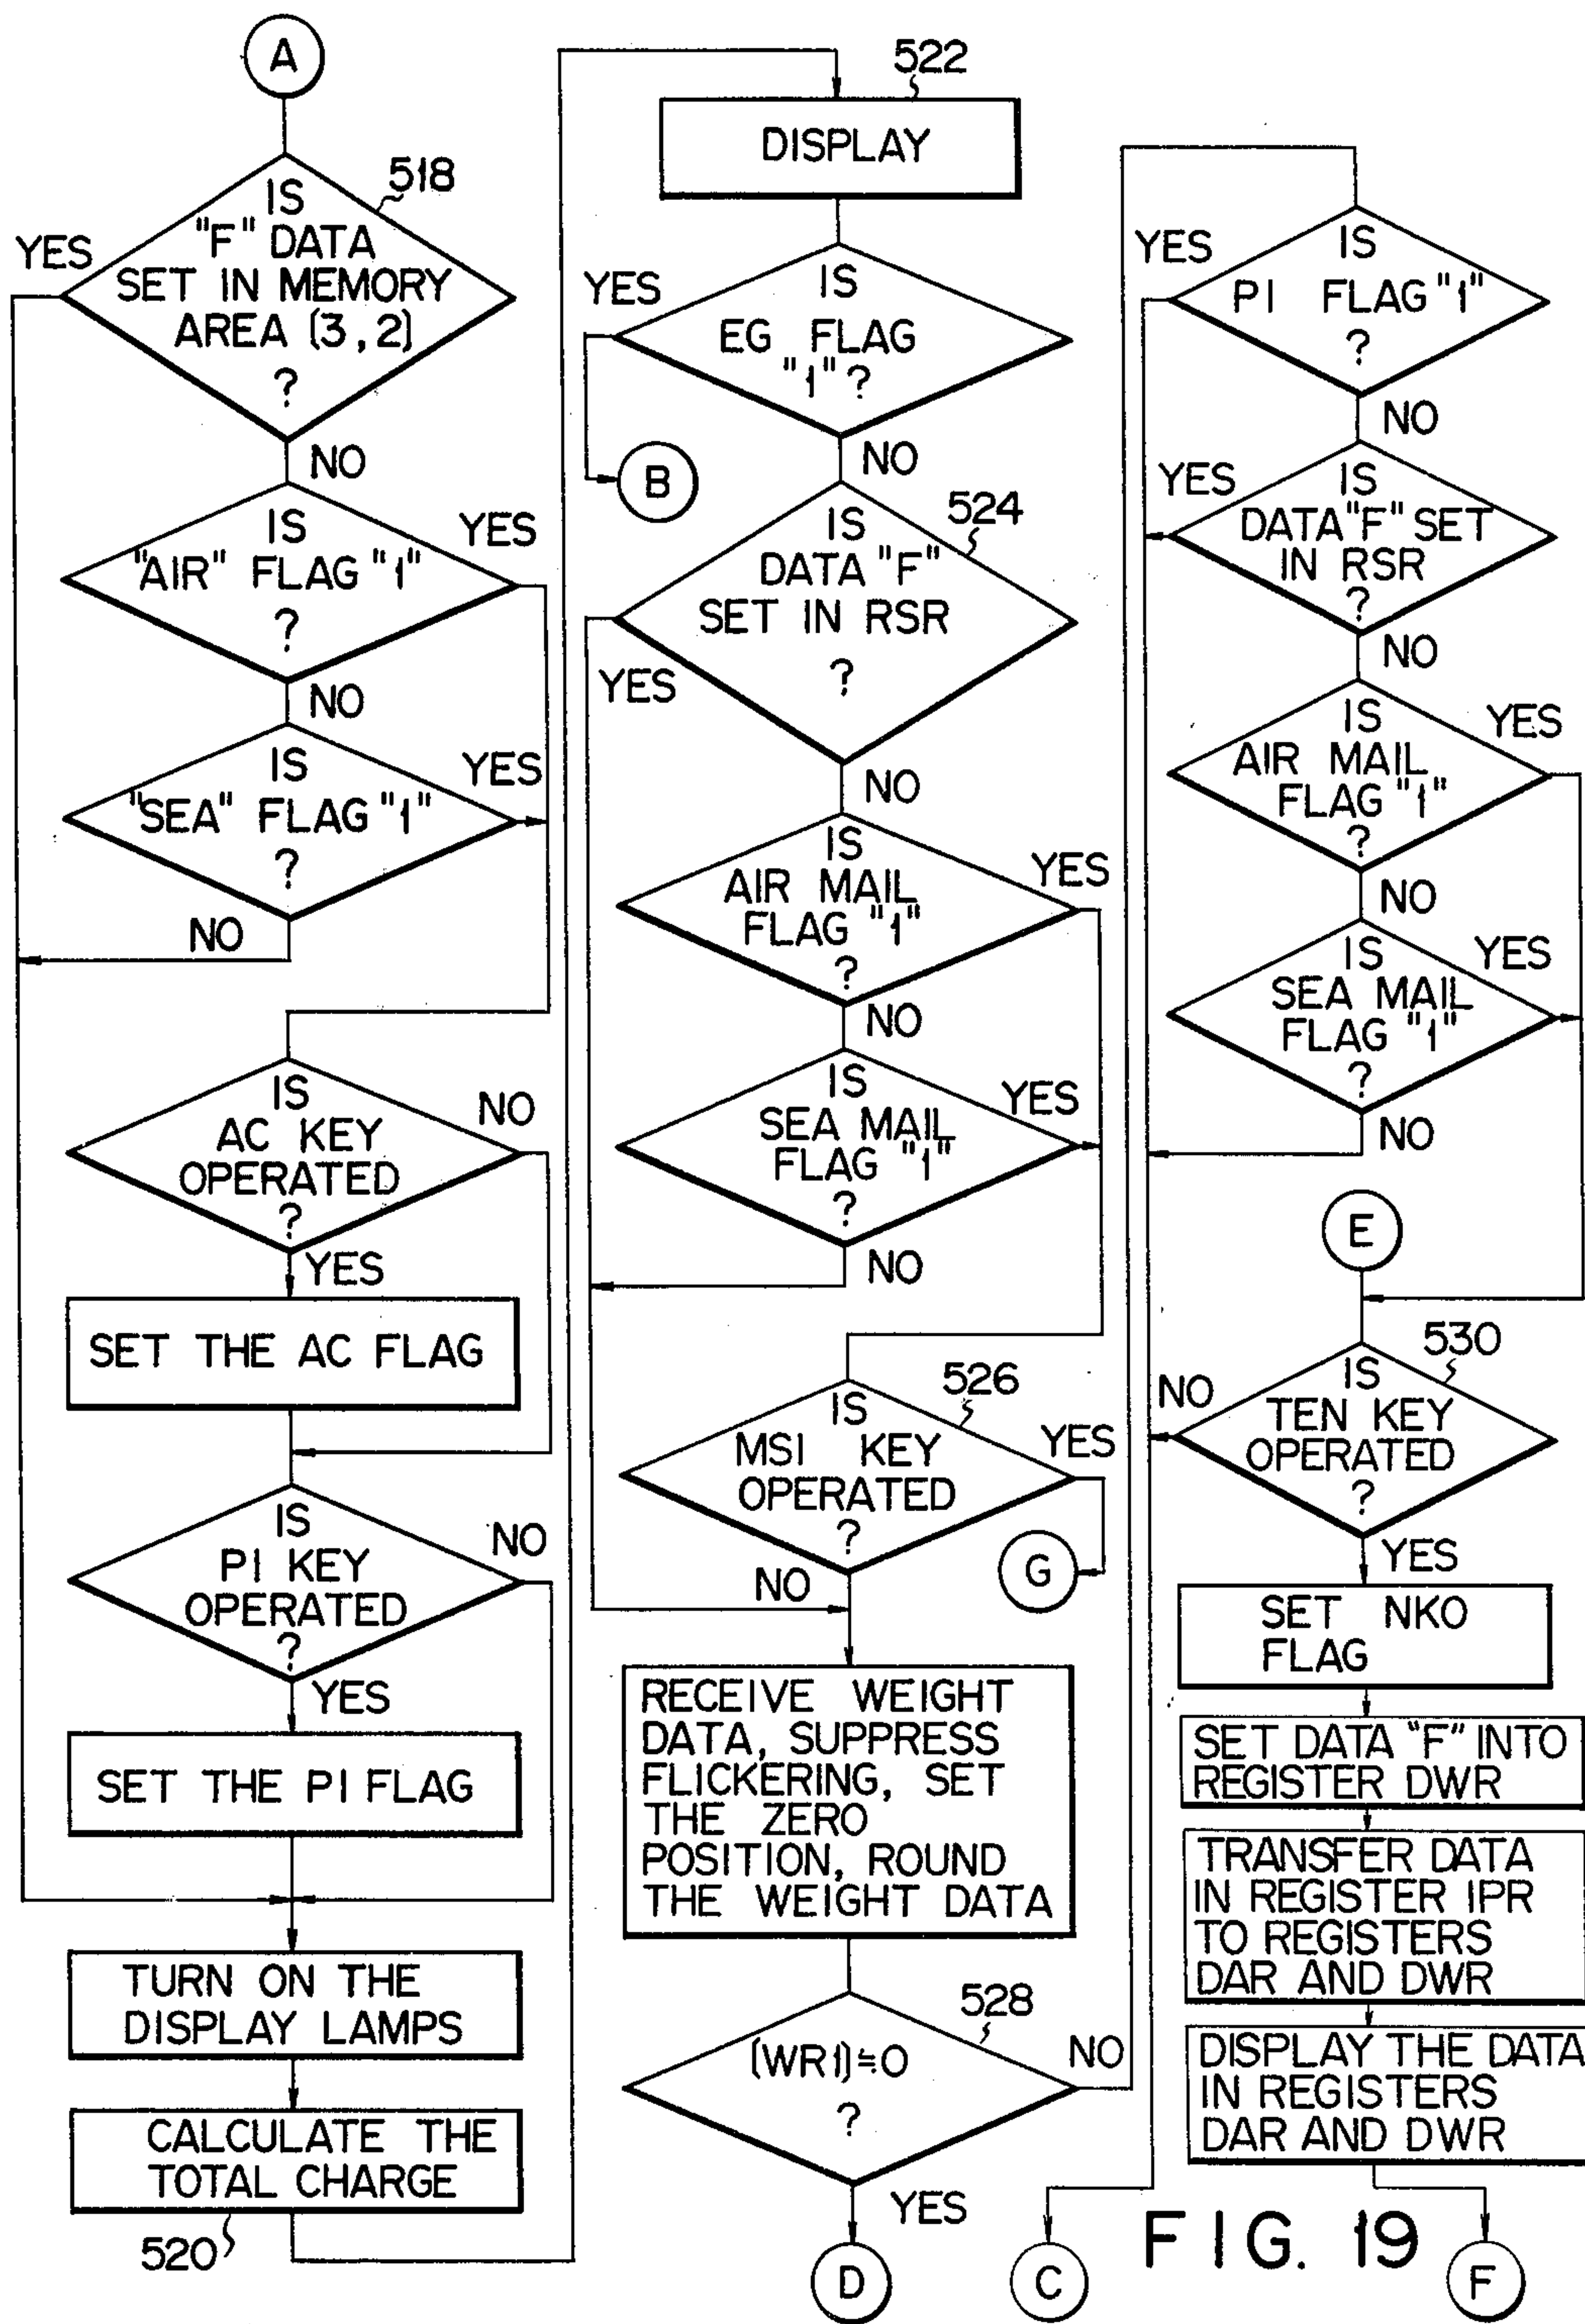 A
518
IS
"F" DATA
SET IN MEMORY
AREA (3,2)
?
YES
NO
IS
"AIR" FLAG "1"
?
YES
NO
IS
"SEA" FLAG "1"
?
YES
NO
IS
AC KEY
OPERATED
?
NO
YES
SET THE AC FLAG
IS
PI KEY
OPERATED
?
NO
YES
SET THE PI FLAG
TURN ON THE
DISPLAY LAMPS
CALCULATE THE
TOTAL CHARGE
520
522
DISPLAY
IS
EG FLAG
"1" ?
YES
B
NO
524
IS
DATA "F"
SET IN RSR
?
YES
NO
IS
AIR MAIL
FLAG "1"
?
YES
NO
IS
SEA MAIL
FLAG "1"
?
YES
NO
526
IS
MSI KEY
OPERATED
?
YES
G
NO
RECEIVE WEIGHT
DATA, SUPPRESS
FLICKERING, SET
THE ZERO
POSITION, ROUND
THE WEIGHT DATA
528
(WR1)≒0
?
NO
YES
D
IS
PI FLAG "1"
?
YES
NO
IS
DATA "F" SET
IN RSR
?
YES
NO
IS
AIR MAIL
FLAG "1"
?
YES
NO
IS
SEA MAIL
FLAG "1"
?
YES
NO
E
530
IS
TEN KEY
OPERATED
?
NO
YES
SET NKO
FLAG
SET DATA "F" INTO
REGISTER DWR
TRANSFER DATA
IN REGISTER IPR
TO REGISTERS
DAR AND DWR
DISPLAY THE DATA
IN REGISTERS
DAR AND DWR
C
FIG. 19
F